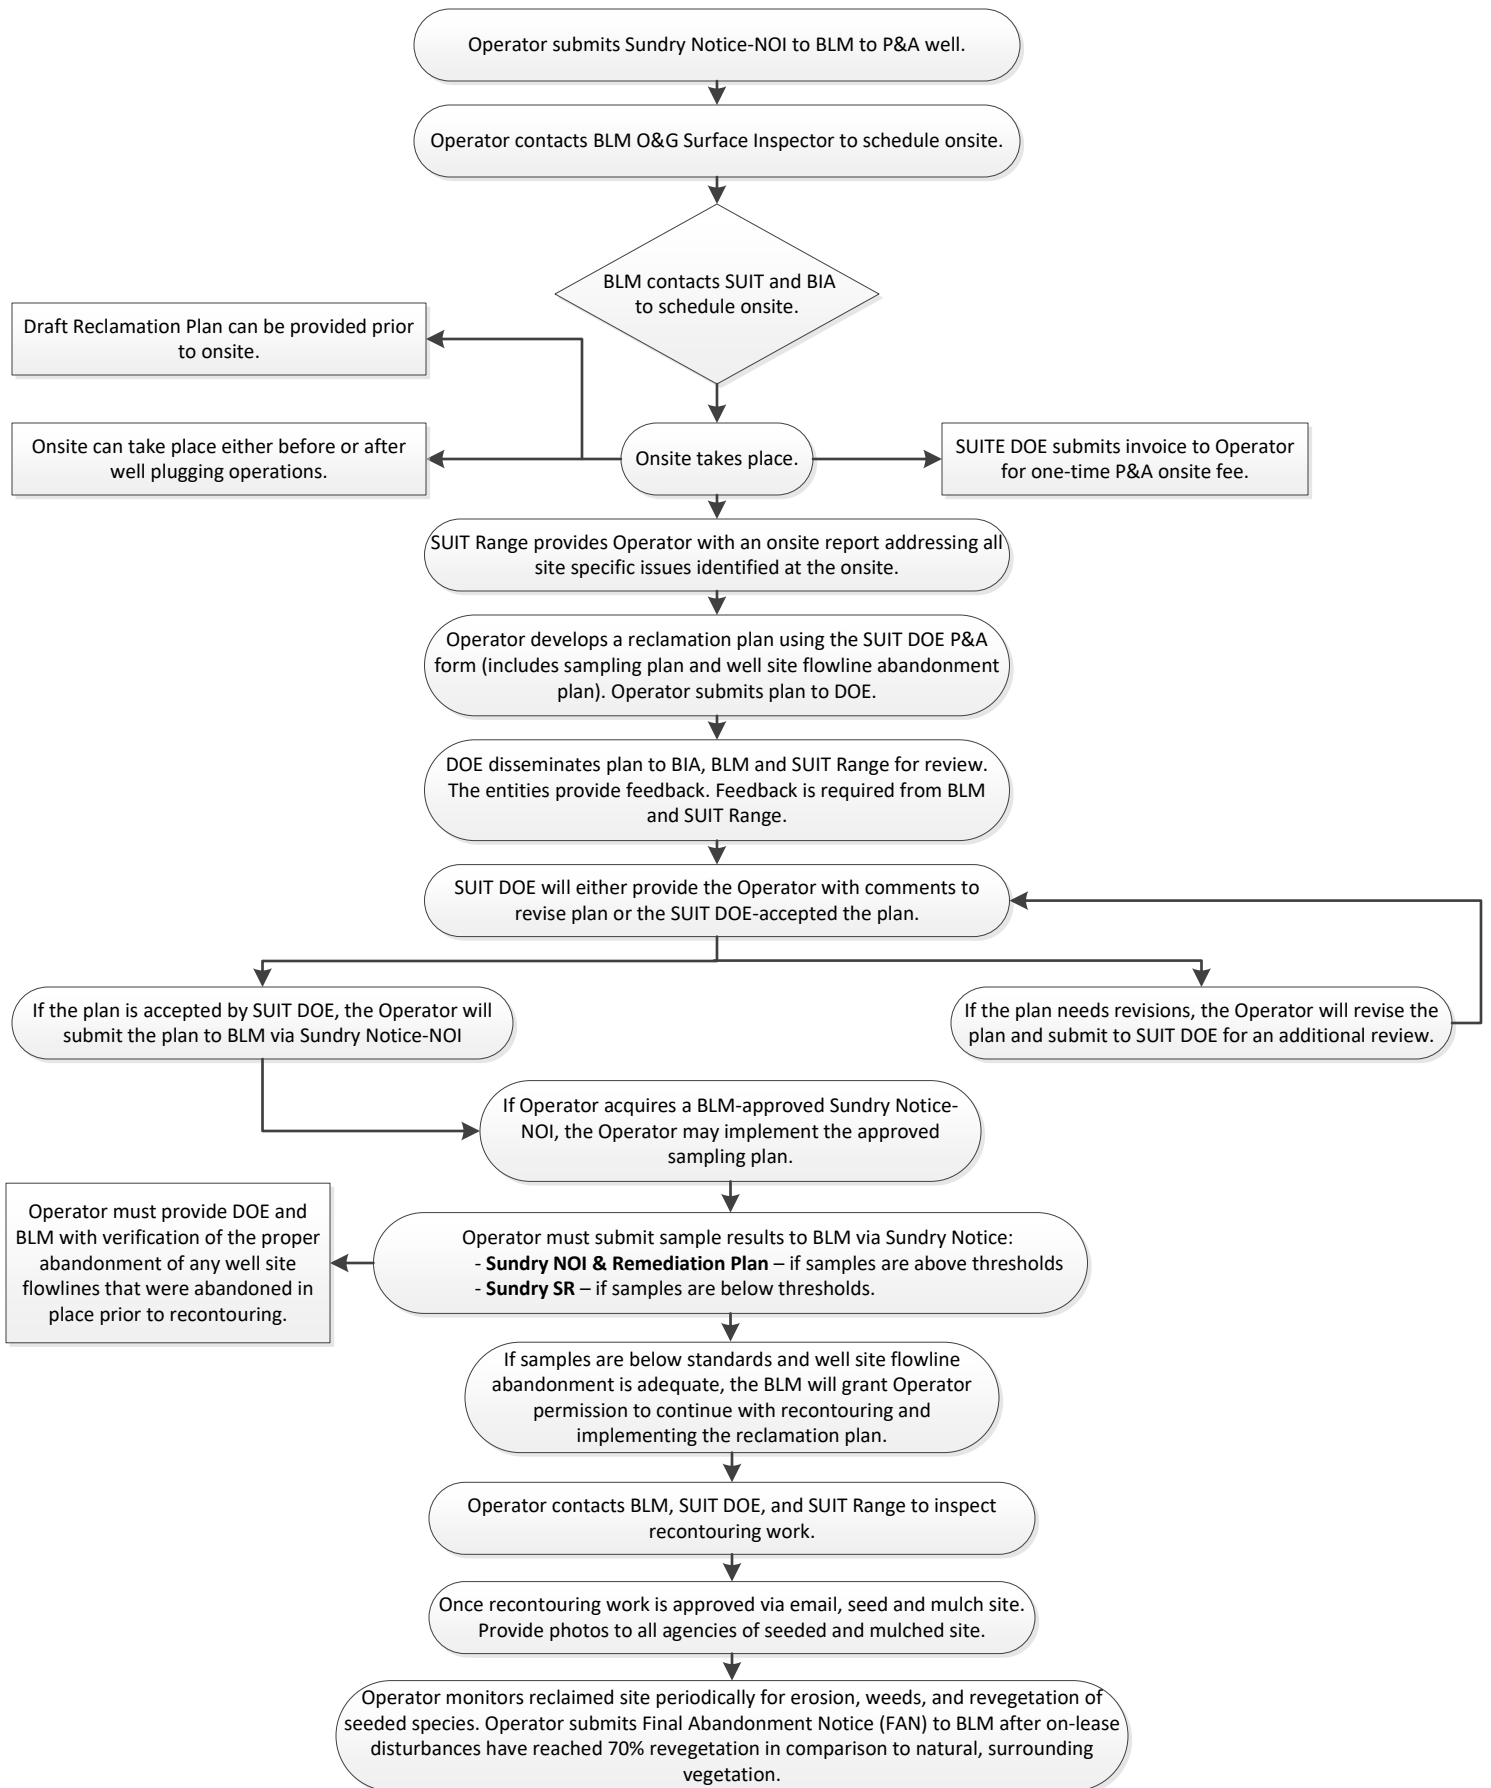 Operator submits Sundry Notice-NOI to BLM to P&A well.
Operator contacts BLM O&G Surface Inspector to schedule onsite.
BLM contacts SUIT and BIA
to schedule onsite.
Draft Reclamation Plan can be provided prior
to onsite.
Onsite can take place either before or after
well plugging operations.
Onsite takes place.
SUITE DOE submits invoice to Operator
for one-time P&A onsite fee.
SUIT Range provides Operator with an onsite report addressing all
site specific issues identified at the onsite.
Operator develops a reclamation plan using the SUIT DOE P&A
form (includes sampling plan and well site flowline abandonment
plan). Operator submits plan to DOE.
DOE disseminates plan to BIA, BLM and SUIT Range for review.
The entities provide feedback. Feedback is required from BLM
and SUIT Range.
SUIT DOE will either provide the Operator with comments to
revise plan or the SUIT DOE-accepted the plan.
If the plan is accepted by SUIT DOE, the Operator will
submit the plan to BLM via Sundry Notice-NOI
If the plan needs revisions, the Operator will revise the
plan and submit to SUIT DOE for an additional review.
If Operator acquires a BLM-approved Sundry Notice-
NOI, the Operator may implement the approved
sampling plan.
Operator must provide DOE and
BLM with verification of the proper
abandonment of any well site
flowlines that were abandoned in
place prior to recontouring.
Operator must submit sample results to BLM via Sundry Notice:
- Sundry NOI & Remediation Plan – if samples are above thresholds
- Sundry SR – if samples are below thresholds.
If samples are below standards and well site flowline
abandonment is adequate, the BLM will grant Operator
permission to continue with recontouring and
implementing the reclamation plan.
Operator contacts BLM, SUIT DOE, and SUIT Range to inspect
recontouring work.
Once recontouring work is approved via email, seed and mulch site.
Provide photos to all agencies of seeded and mulched site.
Operator monitors reclaimed site periodically for erosion, weeds, and revegetation of
seeded species. Operator submits Final Abandonment Notice (FAN) to BLM after on-lease
disturbances have reached 70% revegetation in comparison to natural, surrounding
vegetation.